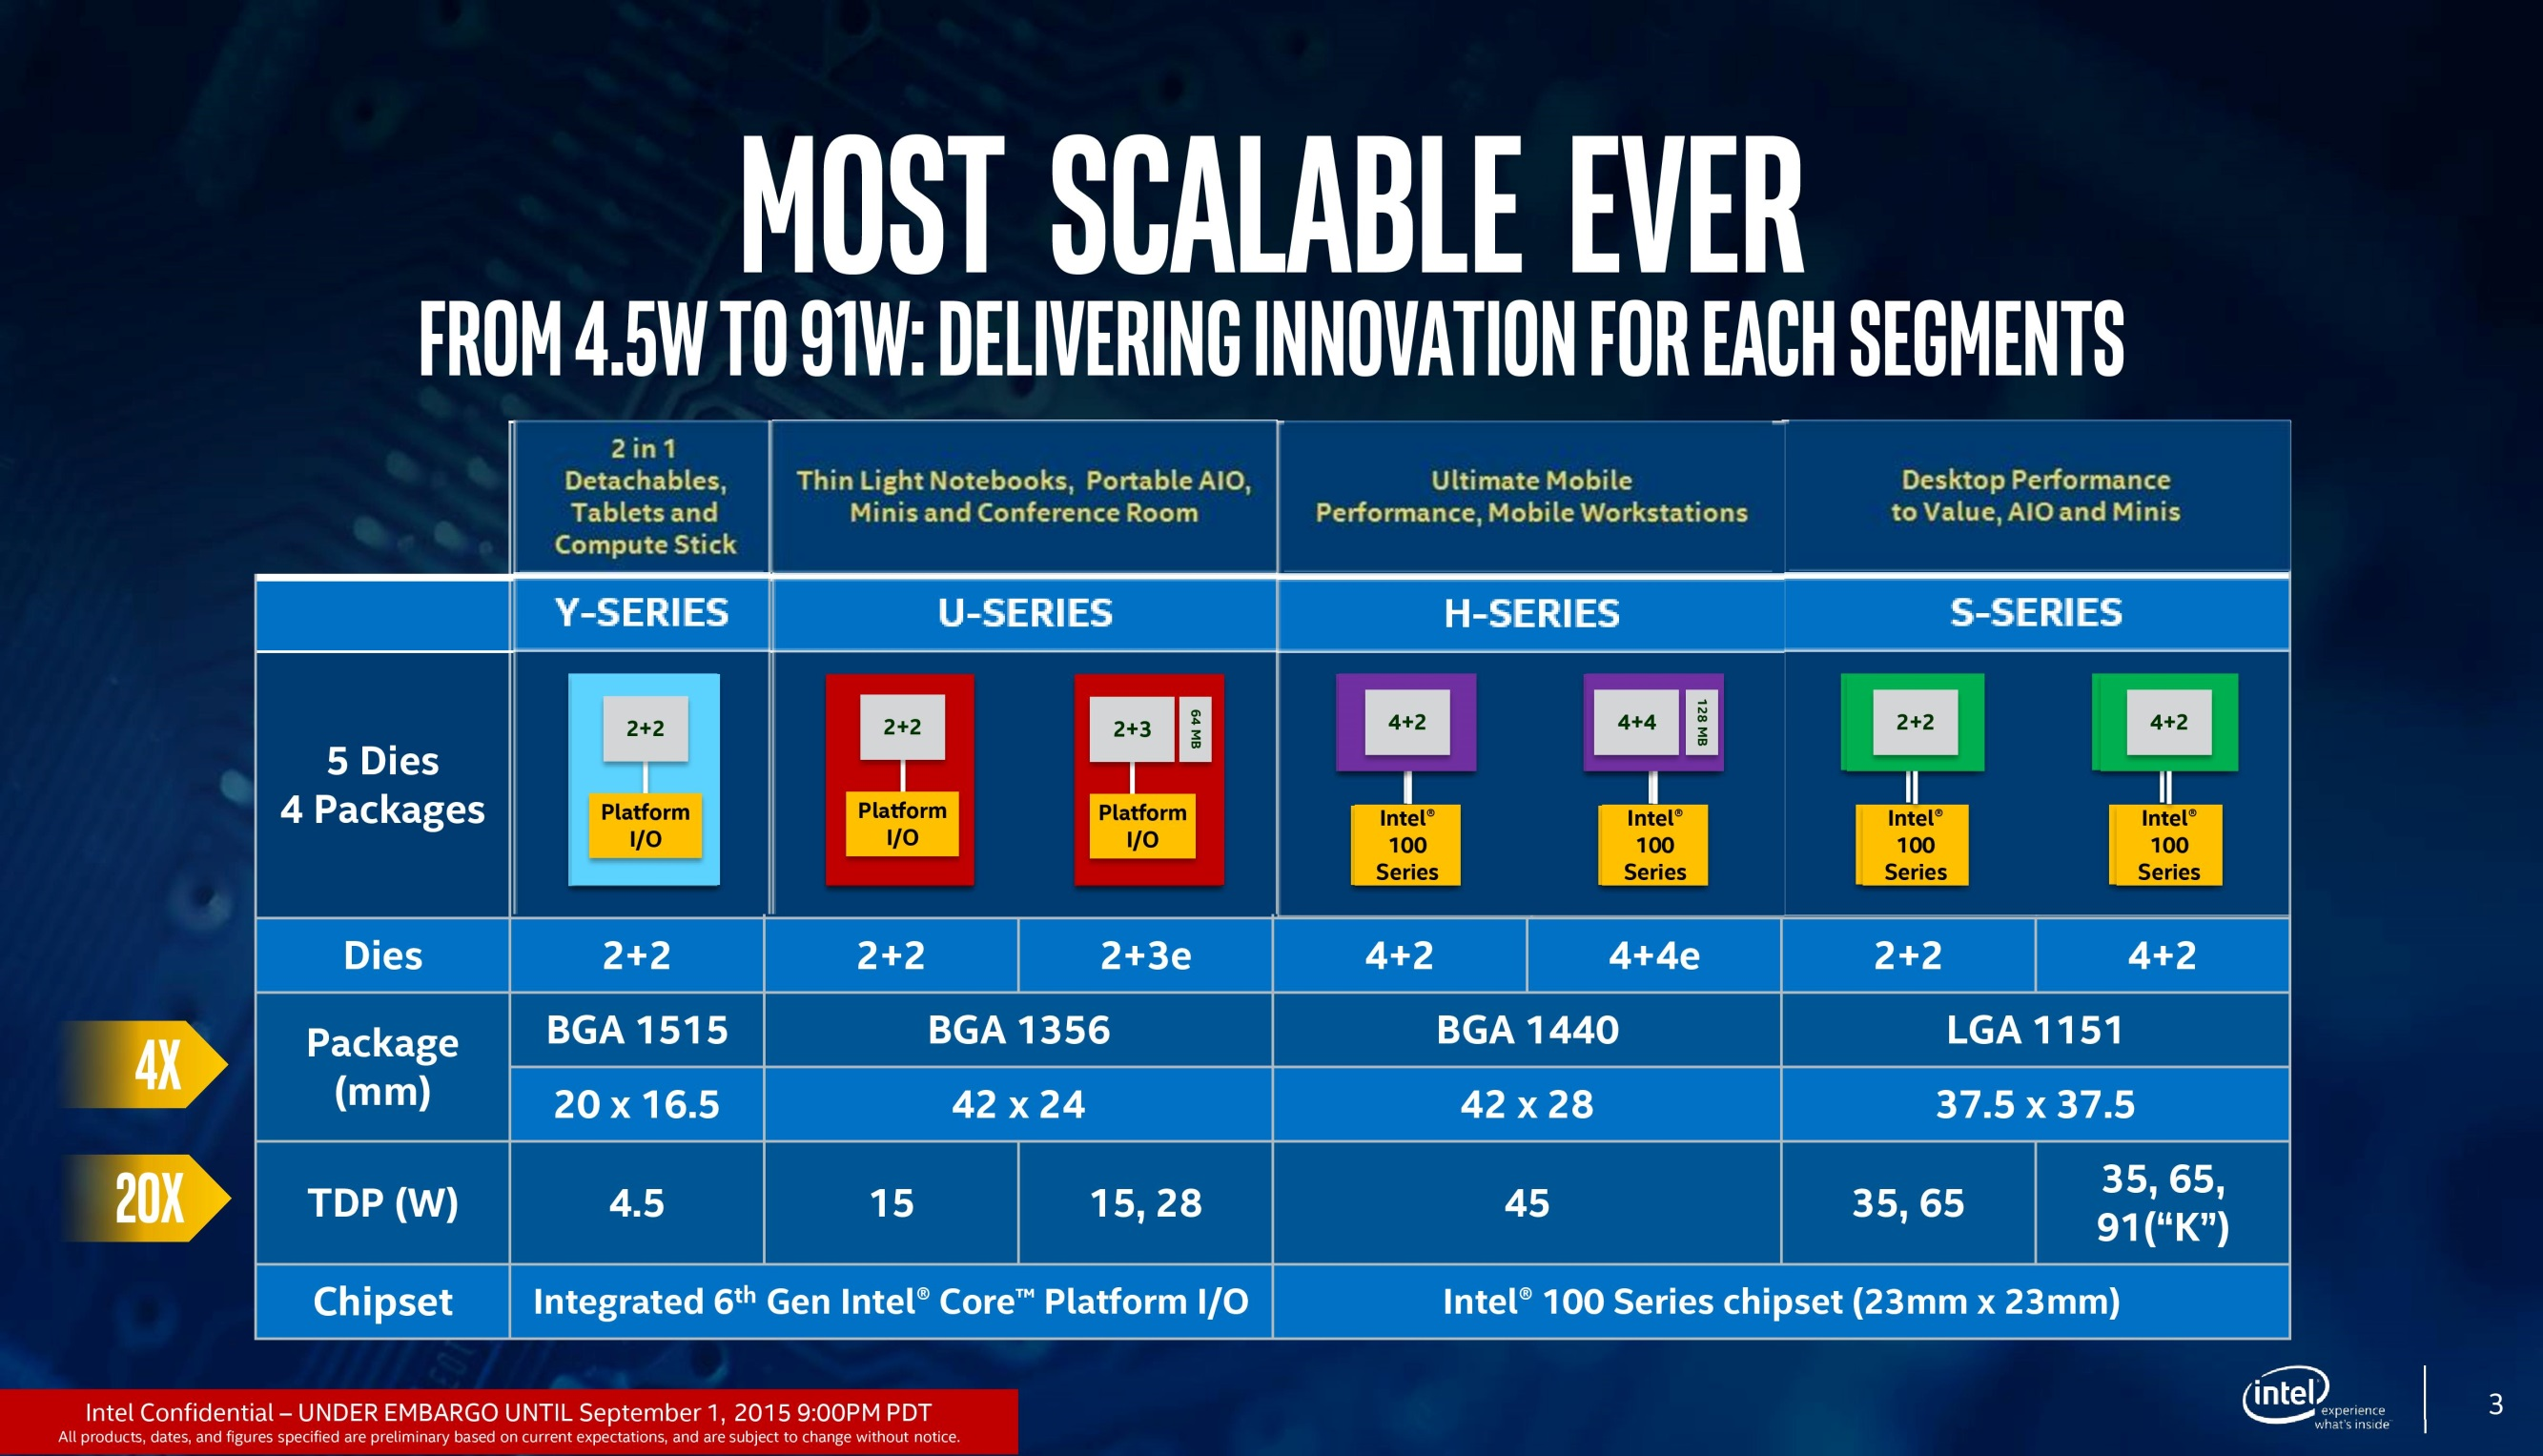 MOST SCALABLE EVER
FROM 4.5W TO 91W: DELIVERING INNOVATION FOR EACH SEGMENTS
2 in 1
Detachables,
Tablets and
Compute Stick
Thin Light Notebooks, Portable AIO,
Minis and Conference Room
Ultimate Mobile
Performance, Mobile Workstations
Desktop Performance
to Value, AIO and Minis
Y-SERIES
U-SERIES
H-SERIES
S-SERIES
5 Dies
4 Packages
2+2
Platform
I/O
2+2
Platform
I/O
2+3
64 MB
Platform
I/O
4+2
Intel®
100
Series
4+4
128 MB
Intel®
100
Series
2+2
Intel®
100
Series
4+2
Intel®
100
Series
Dies
2+2
2+2
2+3e
4+2
4+4e
2+2
4+2
4X
Package
(mm)
BGA 1515
BGA 1356
BGA 1440
LGA 1151
20 x 16.5
42 x 24
42 x 28
37.5 x 37.5
20X
TDP (W)
4.5
15
15, 28
45
35, 65
35, 65,
91(“K”)
Chipset
Integrated 6th Gen Intel® Core™ Platform I/O
Intel® 100 Series chipset (23mm x 23mm)
Intel Confidential – UNDER EMBARGO UNTIL September 1, 2015 9:00PM PDT
All products, dates, and figures specified are preliminary based on current expectations, and are subject to change without notice.
intel
experience
what's inside
3